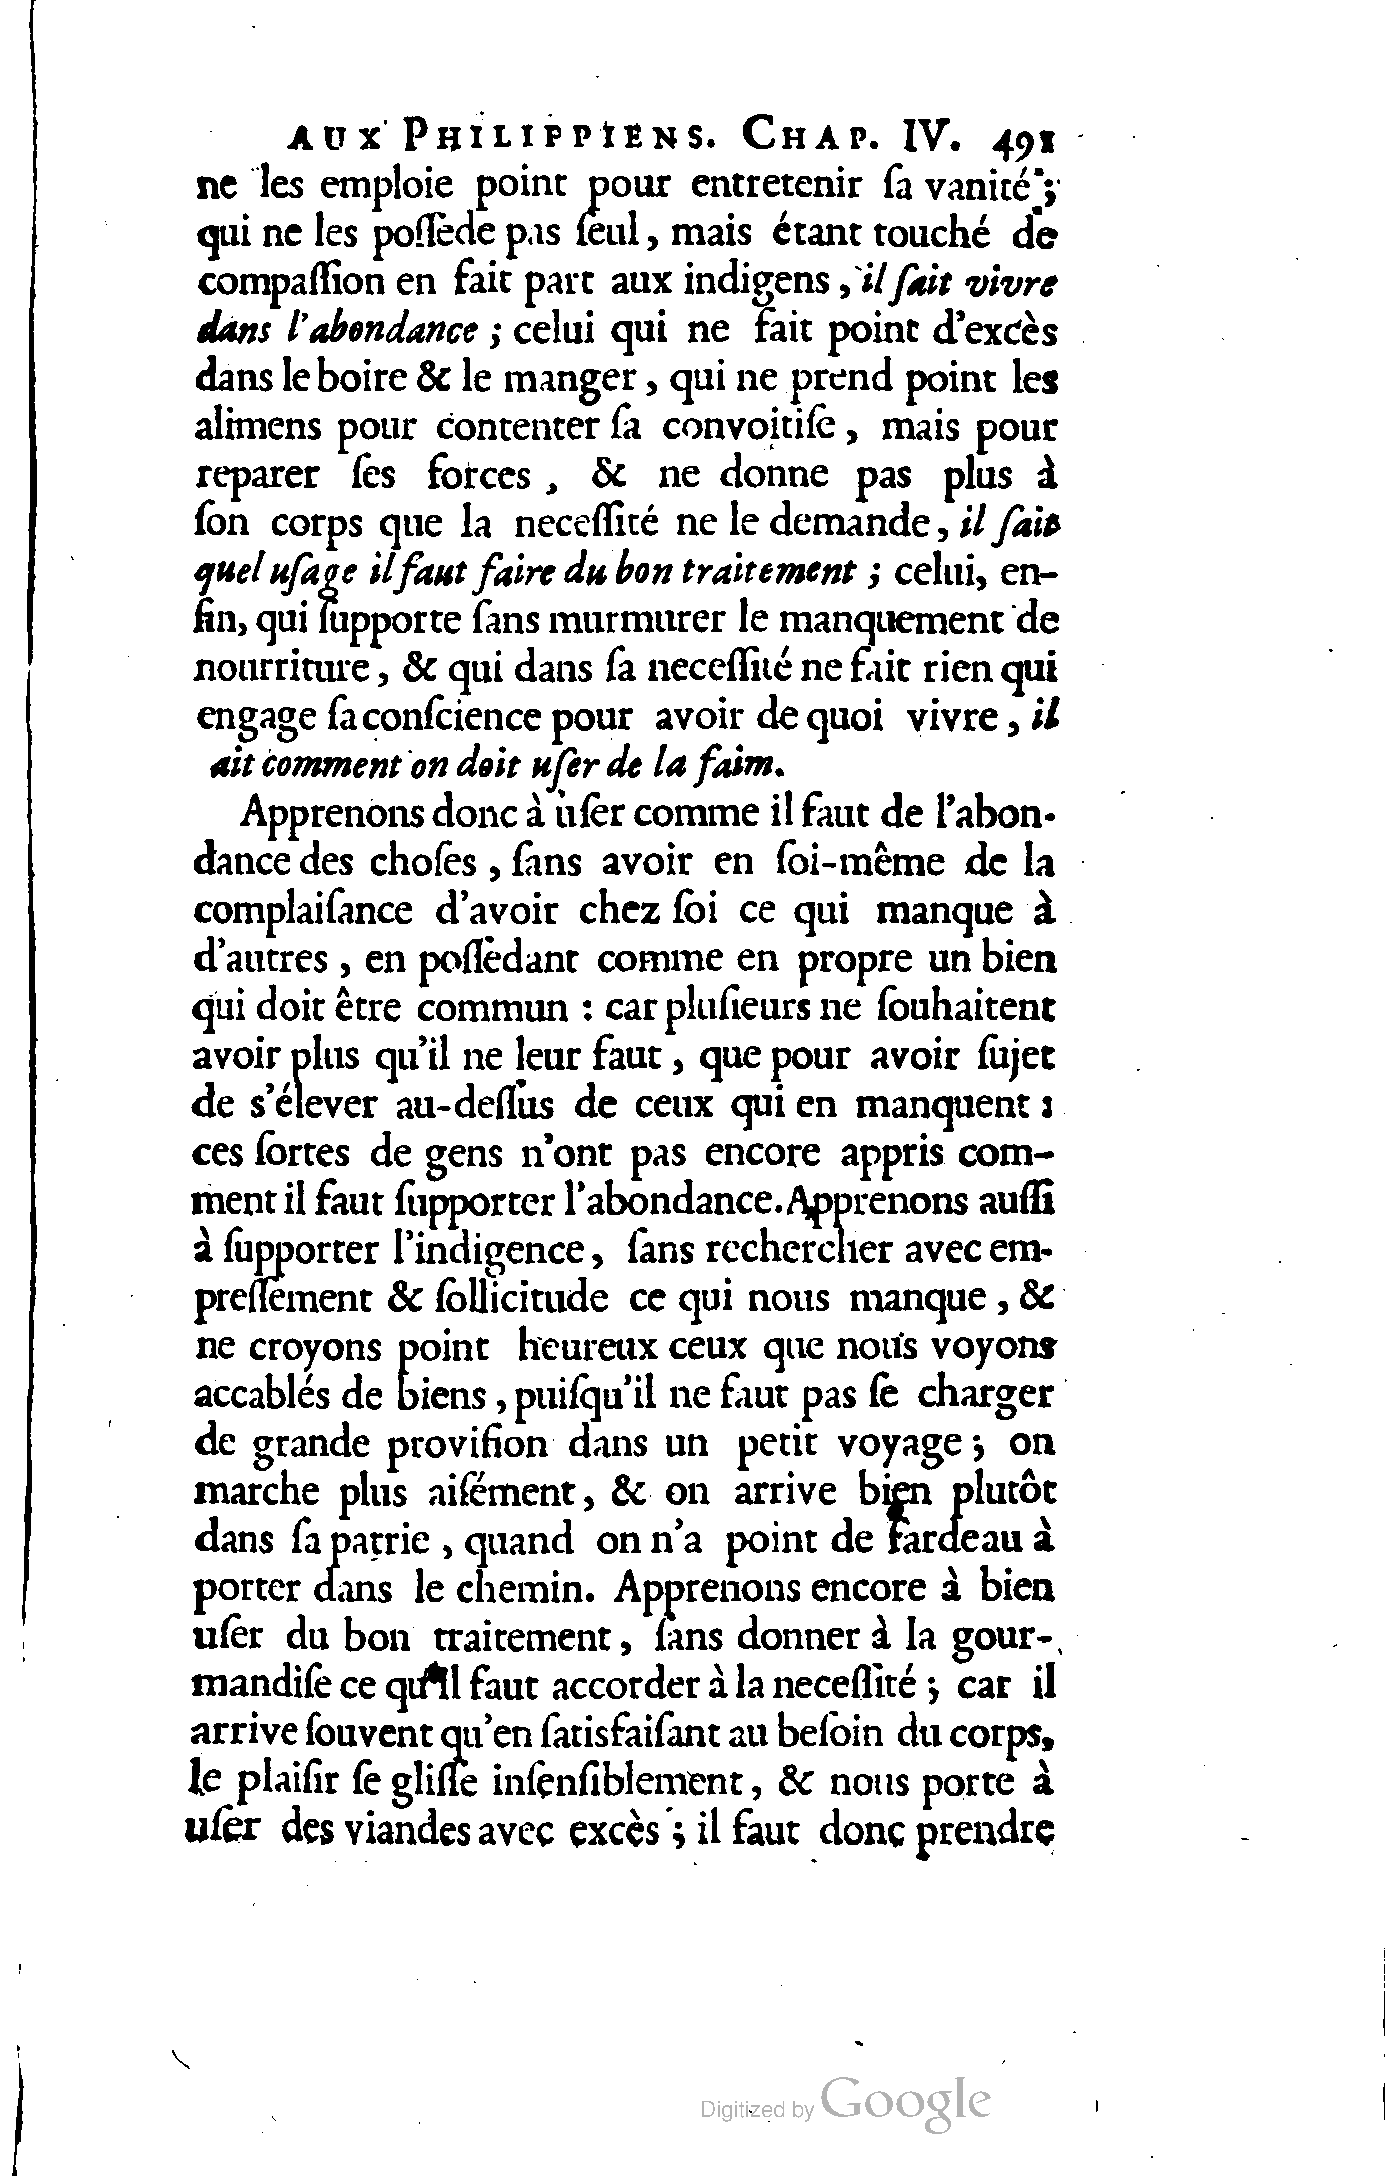 AUX PHILIPPIENS. CHAP. IV. 491
ne les emploie point pour entretenir ſa vanité ;
qui ne les poſſède pas ſeul, mais étant touché de
compaſſion en fait part aux indigens, il ſait vivre
dans l'abondance ; celui qui ne fait point d'excès
dans le boire & le manger, qui ne prend point les
alimens pour contenter ſa convoitiſe, mais pour
reparer ſes forces, & ne donne pas plus à
ſon corps que la neceſſité ne le demande, il ſait
quel uſage il faut faire du bon traitement ; celui, en-
fin, qui ſupporte ſans murmurer le manquement de
nourriture, & qui dans ſa neceſſité ne fait rien qui
engage ſa conſcience pour avoir de quoi vivre, il
ait comment on doit uſer de la faim.
Apprenons donc à uſer comme il faut de l'abon-
dance des choſes, ſans avoir en ſoi-même de la
complaiſance d'avoir chez ſoi ce qui manque à
d'autres, en poſſèdant comme en propre un bien
qui doit être commun : car pluſieurs ne ſouhaitent
avoir plus qu'il ne leur faut, que pour avoir ſujet
de s'élever au-deſſus de ceux qui en manquent :
ces ſortes de gens n'ont pas encore appris com-
ment il faut ſupporter l'abondance. Apprenons auſſi
à ſupporter l'indigence, ſans rechercher avec em-
preſſement & ſollicitude ce qui nous manque, &
ne croyons point heureux ceux que nous voyons
accablés de biens, puiſqu'il ne faut pas ſe charger
de grande proviſion dans un petit voyage ; on
marche plus aiſément, & on arrive bien plutôt
dans ſa patrie, quand on n'a point de fardeau à
porter dans le chemin. Apprenons encore à bien
uſer du bon traitement, ſans donner à la gour-
mandiſe ce qu'il faut accorder à la neceſſité ; car il
arrive ſouvent qu'en ſatisfaiſant au beſoin du corps,
le plaiſir ſe gliſſe inſenſiblement, & nous porte à
uſer des viandes avec excès ; il faut donc prendre
Digitized by Google